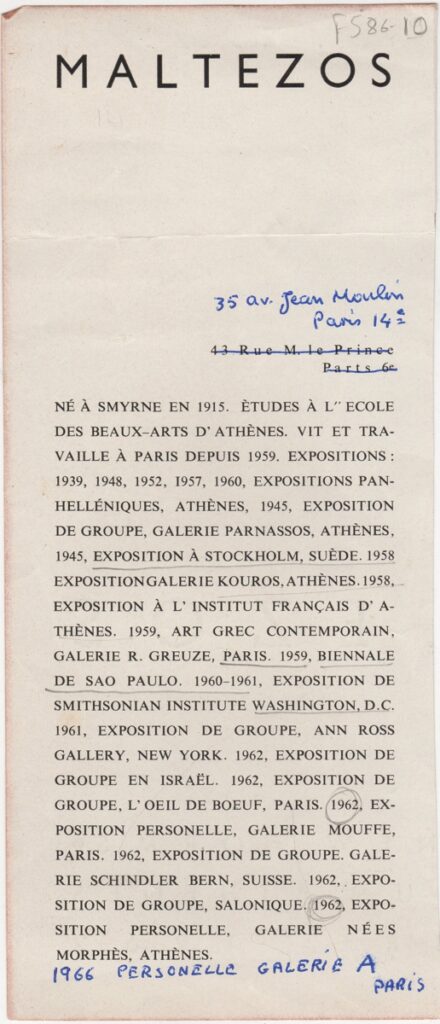 FS86-10
MALTEZOS
35 av. Jean Moulin
Paris 14e
43 Rue M. le Prince
Paris 6e
NÉ À SMYRNE EN 1915. ÈTUDES À L'' ECOLE
DES BEAUX–ARTS D' ATHÈNES. VIT ET TRA-
VAILLE À PARIS DEPUIS 1959. EXPOSITIONS :
1939, 1948, 1952, I957, 1960, EXPOSITIONS PAN-
HELLÉNIQUES, ATHÈNES, 1945, EXPOSITION
DE GROUPE, GALERIE PARNASSOS, ATHÈNES,
1945, EXPOSITION À STOCKHOLM, SUÈDE. 1958
EXPOSITION GALERIE KOUROS, ATHÈNES. 1958,
EXPOSITION À L' INSTITUT FRANÇAIS D' A-
THÈNES. 1959, ART GREC CONTEMPORAIN,
GALERIE R. GREUZE, PARIS. 1959, BIENNALE
DE SAO PAULO. 1960–1961, EXPOSITION DE
SMITHSONIAN INSTITUTE WASHINGTON, D.C.
1961, EXPOSITION DE GROUPE, ANN ROSS
GALLERY, NEW YORK. 1962, EXPOSITION DE
GROUPE EN ISRAËL. 1962, EXPOSITION DE
GROUPE, L' OEIL DE BOEUF, PARIS. 1962, EX-
POSITION PERSONELLE, GALERIE MOUFFE,
PARIS. 1962, EXPOSITION DE GROUPE. GALE-
RIE SCHINDLER BERN, SUISSE. 1962, EXPO-
SITION DE GROUPE, SALONIQUE. 1962, EXPO-
SITION PERSONELLE, GALERIE NÉES
MORPHÈS, ATHÈNES.
1966 PERSONELLE GALERIE A
PARIS